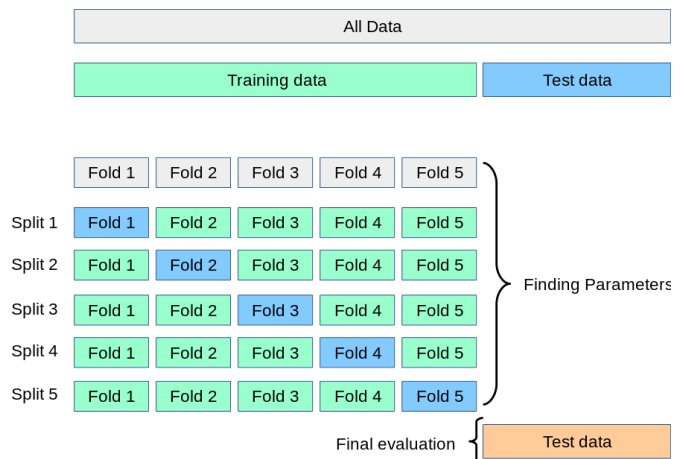 All Data
Training data Test data
Fold 1 Fold 2 Fold 3 Fold 4 Fold 5
Split 1 Fold 1 Fold 2 Fold 3 Fold 4 Fold 5
Split 2 Fold 1 Fold 2 Fold 3 Fold 4 Fold 5
Finding Parameters
Split 3 Fold 1 Fold 2 Fold 3 Fold 4 Fold 5
Split 4 Fold 1 Fold 2 Fold 3 Fold 4 Fold 5
Split 5 Fold 1 Fold 2 Fold 3 Fold 4 Fold 5
Final evaluation Test data